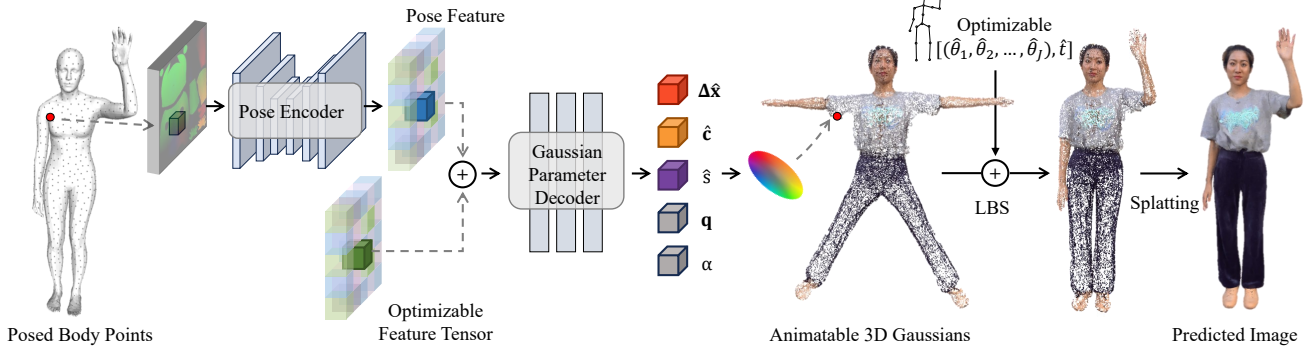 Pose Feature
Optimizable
[(θ̂₁, θ̂₂, …, θ̂_J), t̂]
Pose Encoder
Δx̂
ĉ
ŝ
q
α
Gaussian
Parameter
Decoder
+
+
LBS
Splatting
Posed Body Points
Optimizable
Feature Tensor
Animatable 3D Gaussians
Predicted Image